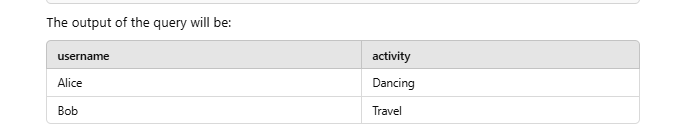 The output of the query will be:
username activity
Alice Dancing
Bob Travel